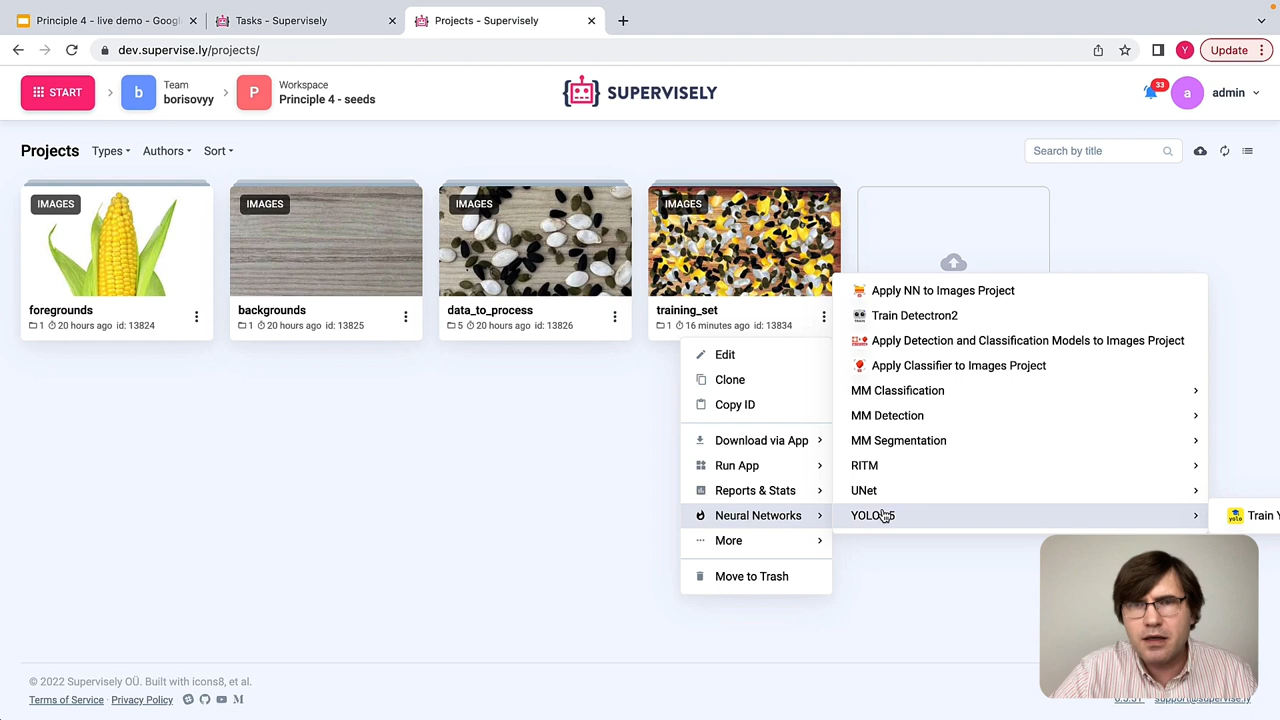 Principle 4 - live demo - Googl
Tasks - Supervisely
Projects - Supervisely
dev.supervise.ly/projects/
Y
Update
START
b
Team
borisovyy
P
Workspace
Principle 4 - seeds
SUPERVISELY
33
a
admin
Projects
Types
Authors
Sort
Search by title
IMAGES
IMAGES
IMAGES
IMAGES
foregrounds
1 20 hours ago id: 13824
backgrounds
1 20 hours ago id: 13825
data_to_process
5 20 hours ago id: 13826
training_set
1 16 minutes ago id: 13834
Edit
Clone
Copy ID
Download via App
Run App
Reports & Stats
Neural Networks
More
Move to Trash
Apply NN to Images Project
Train Detectron2
Apply Detection and Classification Models to Images Project
Apply Classifier to Images Project
MM Classification
MM Detection
MM Segmentation
RITM
UNet
Train Y
© 2022 Supervisely OÜ. Built with icons8, et al.
Terms of Service · Privacy Policy
support@supervise.ly